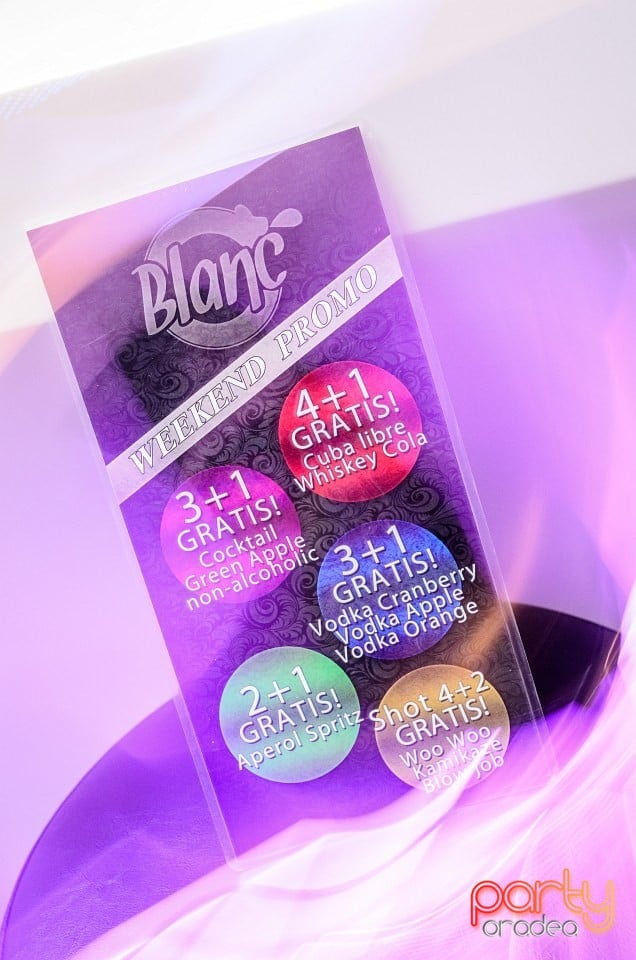 Blanc
WEEKEND PROMO
4+1
GRATIS!
Cuba libre
Whiskey Cola
3+1
GRATIS!
Cocktail
Green Apple
non-alcoholic
3+1
GRATIS!
Vodka Cranberry
Vodka Apple
Vodka Orange
2+1
GRATIS!
Aperol Spritz
Shot 4+2
GRATIS!
Woo Woo
Kamikaze
Blow Job
party
oradea